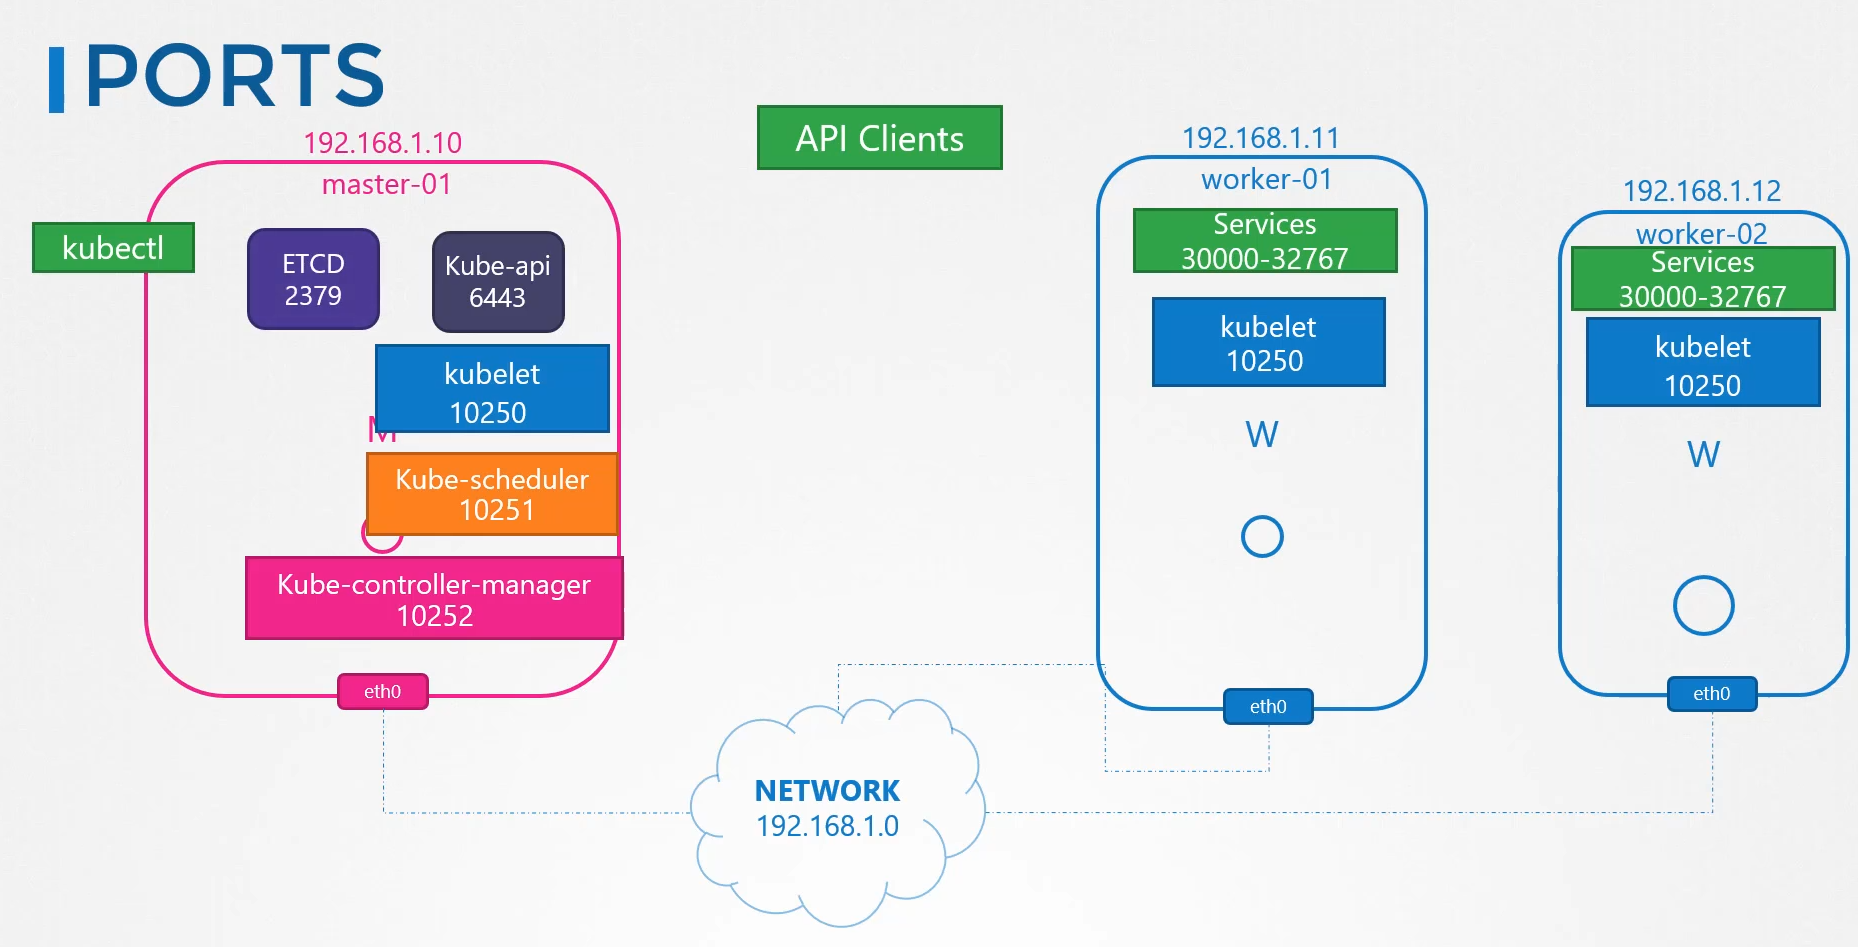 PORTS
192.168.1.10
master-01
kubectl
ETCD
2379
Kube-api
6443
kubelet
10250
M
Kube-scheduler
10251
Kube-controller-manager
10252
eth0
API Clients
192.168.1.11
worker-01
Services
30000-32767
kubelet
10250
W
eth0
192.168.1.12
worker-02
Services
30000-32767
kubelet
10250
W
eth0
NETWORK
192.168.1.0